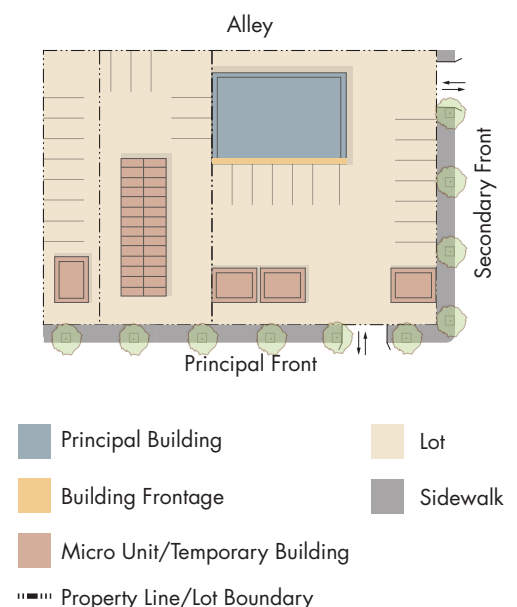 Alley
Secondary Front
Principal Front
Principal Building
Lot
Building Frontage
Sidewalk
Micro Unit/Temporary Building
Property Line/Lot Boundary